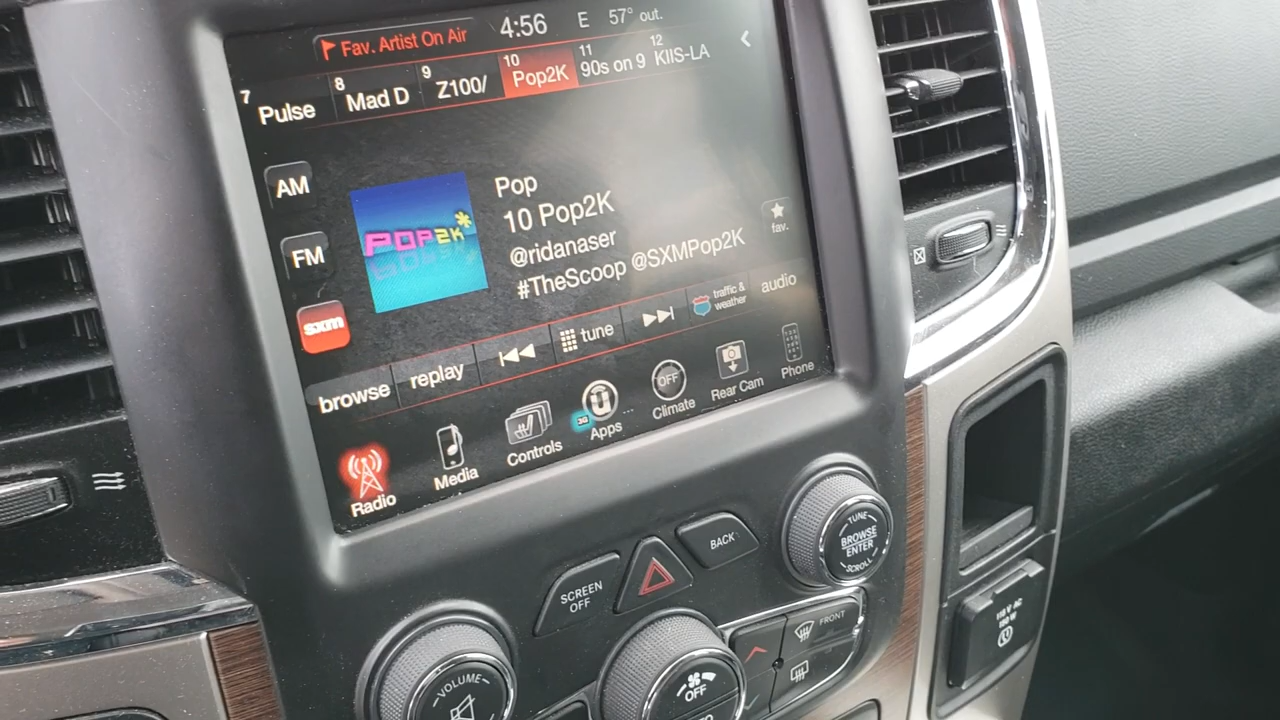 Fav. Artist On Air 4:56 E 57° out.
7 Pulse 8 Mad D 9 Z100/ 10 Pop2K 11 90s on 9 12 KIIS-LA
AM
FM
sxm
POP2K
Pop
10 Pop2K
@ridanaser
#TheScoop @SXMPop2K
fav.
browse replay tune traffic & weather audio
Radio Media Controls 3G Apps OFF Climate Rear Cam Phone
SCREEN OFF
BACK
TUNE
BROWSE
ENTER
SCROLL
VOLUME
OFF
FRONT